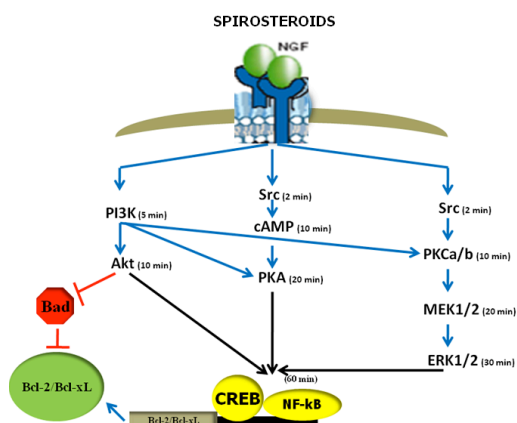 SPIROSTEROIDS
NGF
Src (2 min)
PI3K (5 min)
Src (2 min)
cAMP (10 min)
Akt (10 min)
PKA (20 min)
PKCa/b (10 min)
Bad
MEK1/2 (20 min)
ERK1/2 (30 min)
(60 min)
Bcl-2/Bcl-xL
CREB
NF-kB
Bcl-2/Bcl-xL